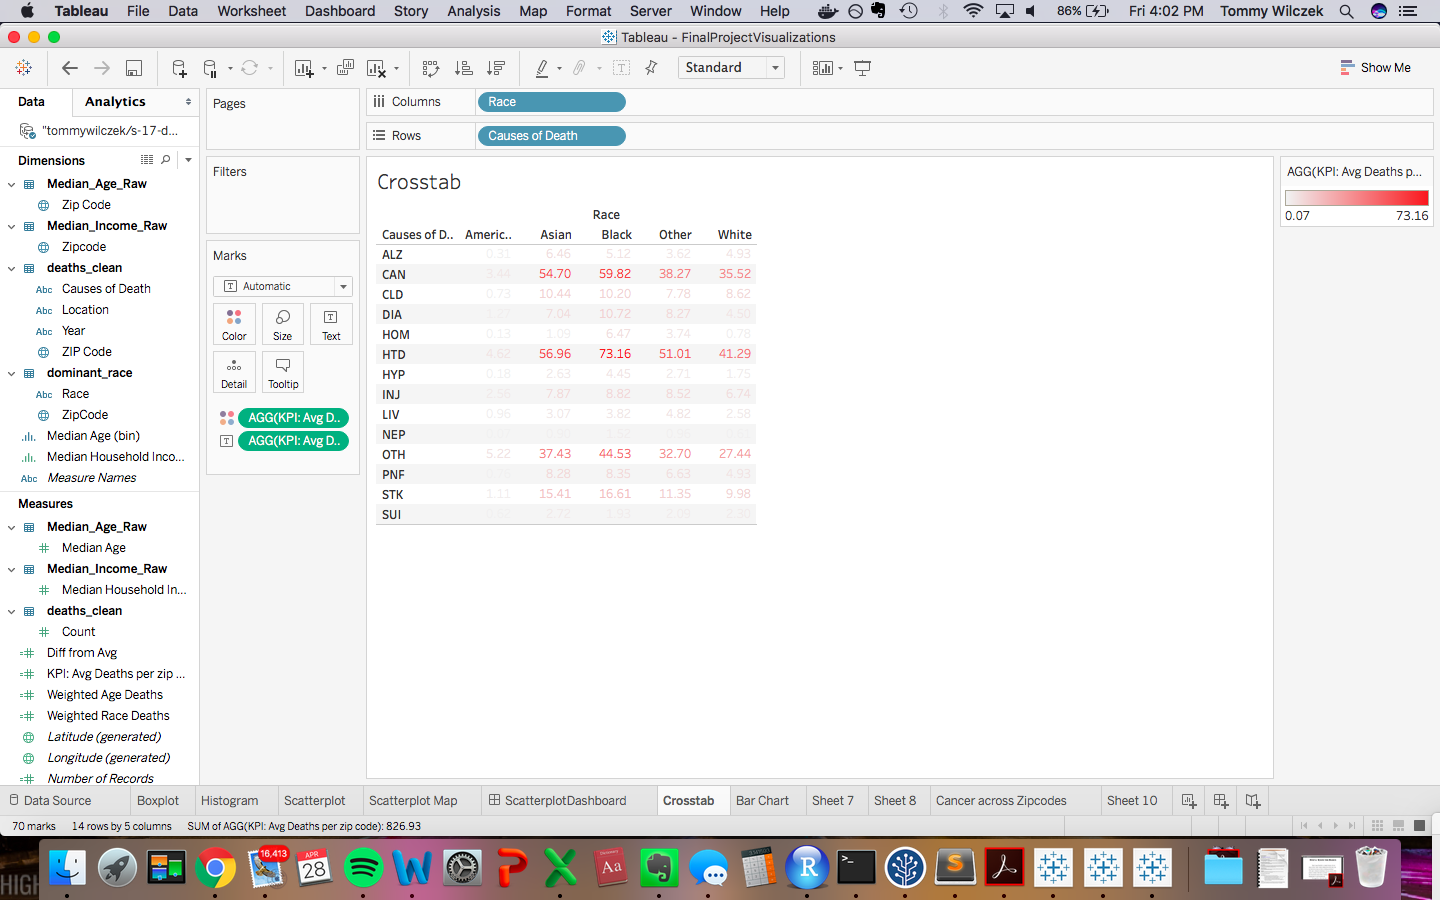 Tableau File Data Worksheet Dashboard Story Analysis Map Format Server Window Help 86% Fri 4:02 PM Tommy Wilczek
Tableau - FinalProjectVisualizations
Standard
Show Me
Data Analytics
"tommywilczek/s-17-d...
Dimensions
Median_Age_Raw
Zip Code
Median_Income_Raw
Zipcode
deaths_clean
Abc Causes of Death
Abc Location
Abc Year
ZIP Code
dominant_race
Abc Race
ZipCode
Median Age (bin)
Median Household Inco...
Abc Measure Names
Measures
Median_Age_Raw
Median Age
Median_Income_Raw
Median Household In...
deaths_clean
Count
Diff from Avg
KPI: Avg Deaths per zip ...
Weighted Age Deaths
Weighted Race Deaths
Latitude (generated)
Longitude (generated)
Number of Records
Pages
Filters
Marks
Automatic
Color Size Text
Detail Tooltip
AGG(KPI: Avg D..
AGG(KPI: Avg D..
Columns Race
Rows Causes of Death
Crosstab
Race
Causes of D.. Americ.. Asian Black Other White
ALZ 0.31 6.46 5.12 3.62 4.93
CAN 3.44 54.70 59.82 38.27 35.52
CLD 0.73 10.44 10.20 7.78 8.62
DIA 7.04 10.72 8.27 4.50
HOM 0.13 1.09 6.47 3.74 0.78
HTD 4.62 56.96 73.16 51.01 41.29
HYP 0.18 2.63 4.45 2.71 1.75
INJ 2.56 7.87 8.82 8.52 6.74
LIV 0.96 3.07 3.82 4.82 2.58
NEP
OTH 5.22 37.43 44.53 32.70 27.44
PNF 8.28 8.35 6.63 4.93
STK 1.11 15.41 16.61 11.35 9.98
SUI 2.72 1.93 2.09 2.30
AGG(KPI: Avg Deaths p...
0.07 73.16
Data Source Boxplot Histogram Scatterplot Scatterplot Map ScatterplotDashboard Crosstab Bar Chart Sheet 7 Sheet 8 Cancer across Zipcodes Sheet 10
70 marks 14 rows by 5 columns SUM of AGG(KPI: Avg Deaths per zip code): 826.93
16,413
APR
28
Aa
R
S
HIGH